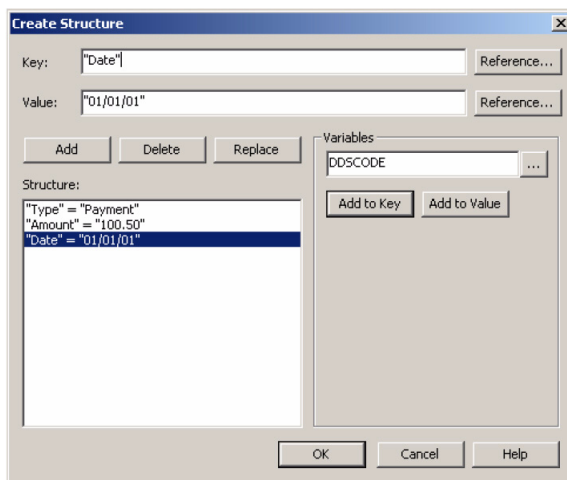 Create Structure
Key: "Date" Reference...
Value: "01/01/01" Reference...
Add Delete Replace
Variables
DDSCODE ...
Add to Key Add to Value
Structure:
"Type" = "Payment"
"Amount" = "100.50"
"Date" = "01/01/01"
OK Cancel Help